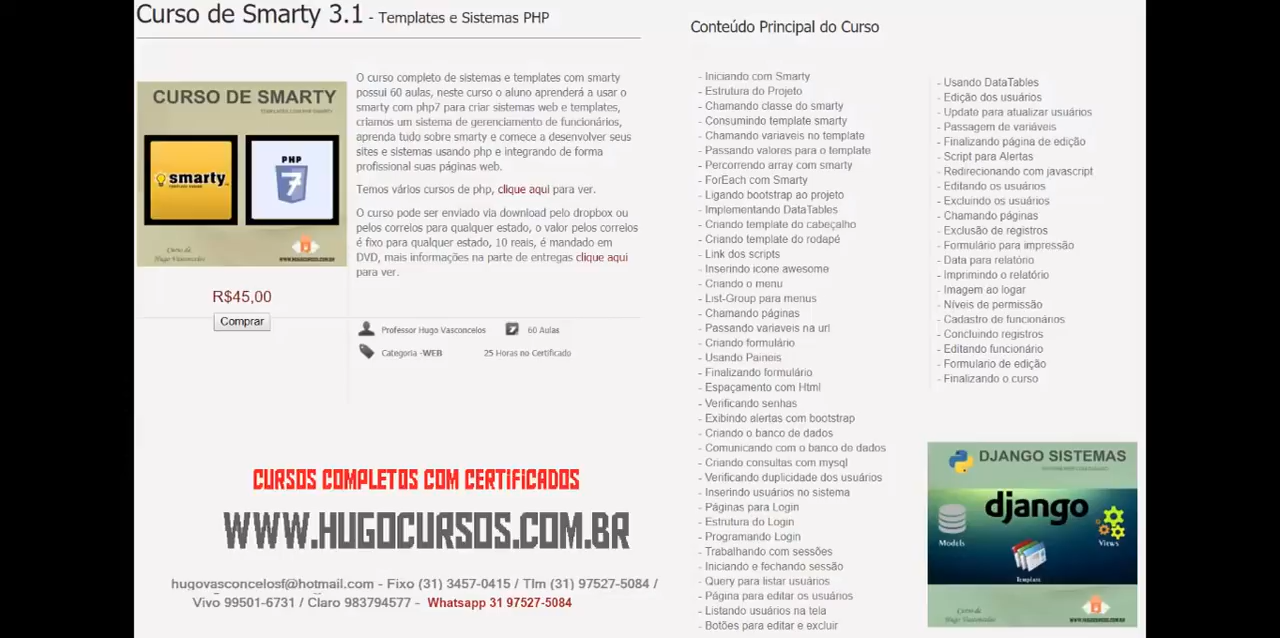 Curso de Smarty 3.1 - Templates e Sistemas PHP
CURSO DE SMARTY
smarty
PHP
7
Curso de
Hugo Vasconcelos
WWW.HUGOCURSOS.COM.BR
R$45,00
Comprar
O curso completo de sistemas e templates com smarty
possui 60 aulas, neste curso o aluno aprenderá a usar o
smarty com php7 para criar sistemas web e templates,
criamos um sistema de gerenciamento de funcionários,
aprenda tudo sobre smarty e comece a desenvolver seus
sites e sistemas usando php e integrando de forma
profissional suas páginas web.
Temos vários cursos de php, clique aqui para ver.
O curso pode ser enviado via download pelo dropbox ou
pelos correios para qualquer estado, o valor pelos correios
é fixo para qualquer estado, 10 reais, é mandado em
DVD, mais informações na parte de entregas clique aqui
para ver.
Professor Hugo Vasconcelos
60 Aulas
Categoria -WEB
25 Horas no Certificado
CURSOS COMPLETOS COM CERTIFICADOS
WWW.HUGOCURSOS.COM.BR
hugovasconcelosf@hotmail.com - Fixo (31) 3457-0415 / TIm (31) 97527-5084 /
Vivo 99501-6731 / Claro 983794577 - Whatsapp 31 97527-5084
Conteúdo Principal do Curso
- Iniciando com Smarty
- Estrutura do Projeto
- Chamando classe do smarty
- Consumindo template smarty
- Chamando variaveis no template
- Passando valores para o template
- Percorrendo array com smarty
- ForEach com Smarty
- Ligando bootstrap ao projeto
- Implementando DataTables
- Criando template do cabeçalho
- Criando template do rodapé
- Link dos scripts
- Inserindo icone awesome
- Criando o menu
- List-Group para menus
- Chamando páginas
- Passando variaveis na url
- Criando formulário
- Usando Paineis
- Finalizando formulário
- Espaçamento com Html
- Verificando senhas
- Exibindo alertas com bootstrap
- Criando o banco de dados
- Comunicando com o banco de dados
- Criando consultas com mysql
- Verificando duplicidade dos usuários
- Inserindo usuários no sistema
- Páginas para Login
- Estrutura do Login
- Programando Login
- Trabalhando com sessões
- Iniciando e fechando sessão
- Query para listar usuários
- Página para editar os usuários
- Listando usuários na tela
- Botões para editar e excluir
- Usando DataTables
- Edição dos usuários
- Update para atualizar usuários
- Passagem de variáveis
- Finalizando página de edição
- Script para Alertas
- Redirecionando com javascript
- Editando os usuários
- Excluindo os usuários
- Chamando páginas
- Exclusão de registros
- Formulário para impressão
- Data para relatório
- Imprimindo o relatório
- Imagem ao logar
- Níveis de permissão
- Cadastro de funcionários
- Concluindo registros
- Editando funcionário
- Formulario de edição
- Finalizando o curso
DJANGO SISTEMAS
django
Models
Views
Template
Curso de
Hugo Vasconcelos
WWW.HUGOCURSOS.COM.BR